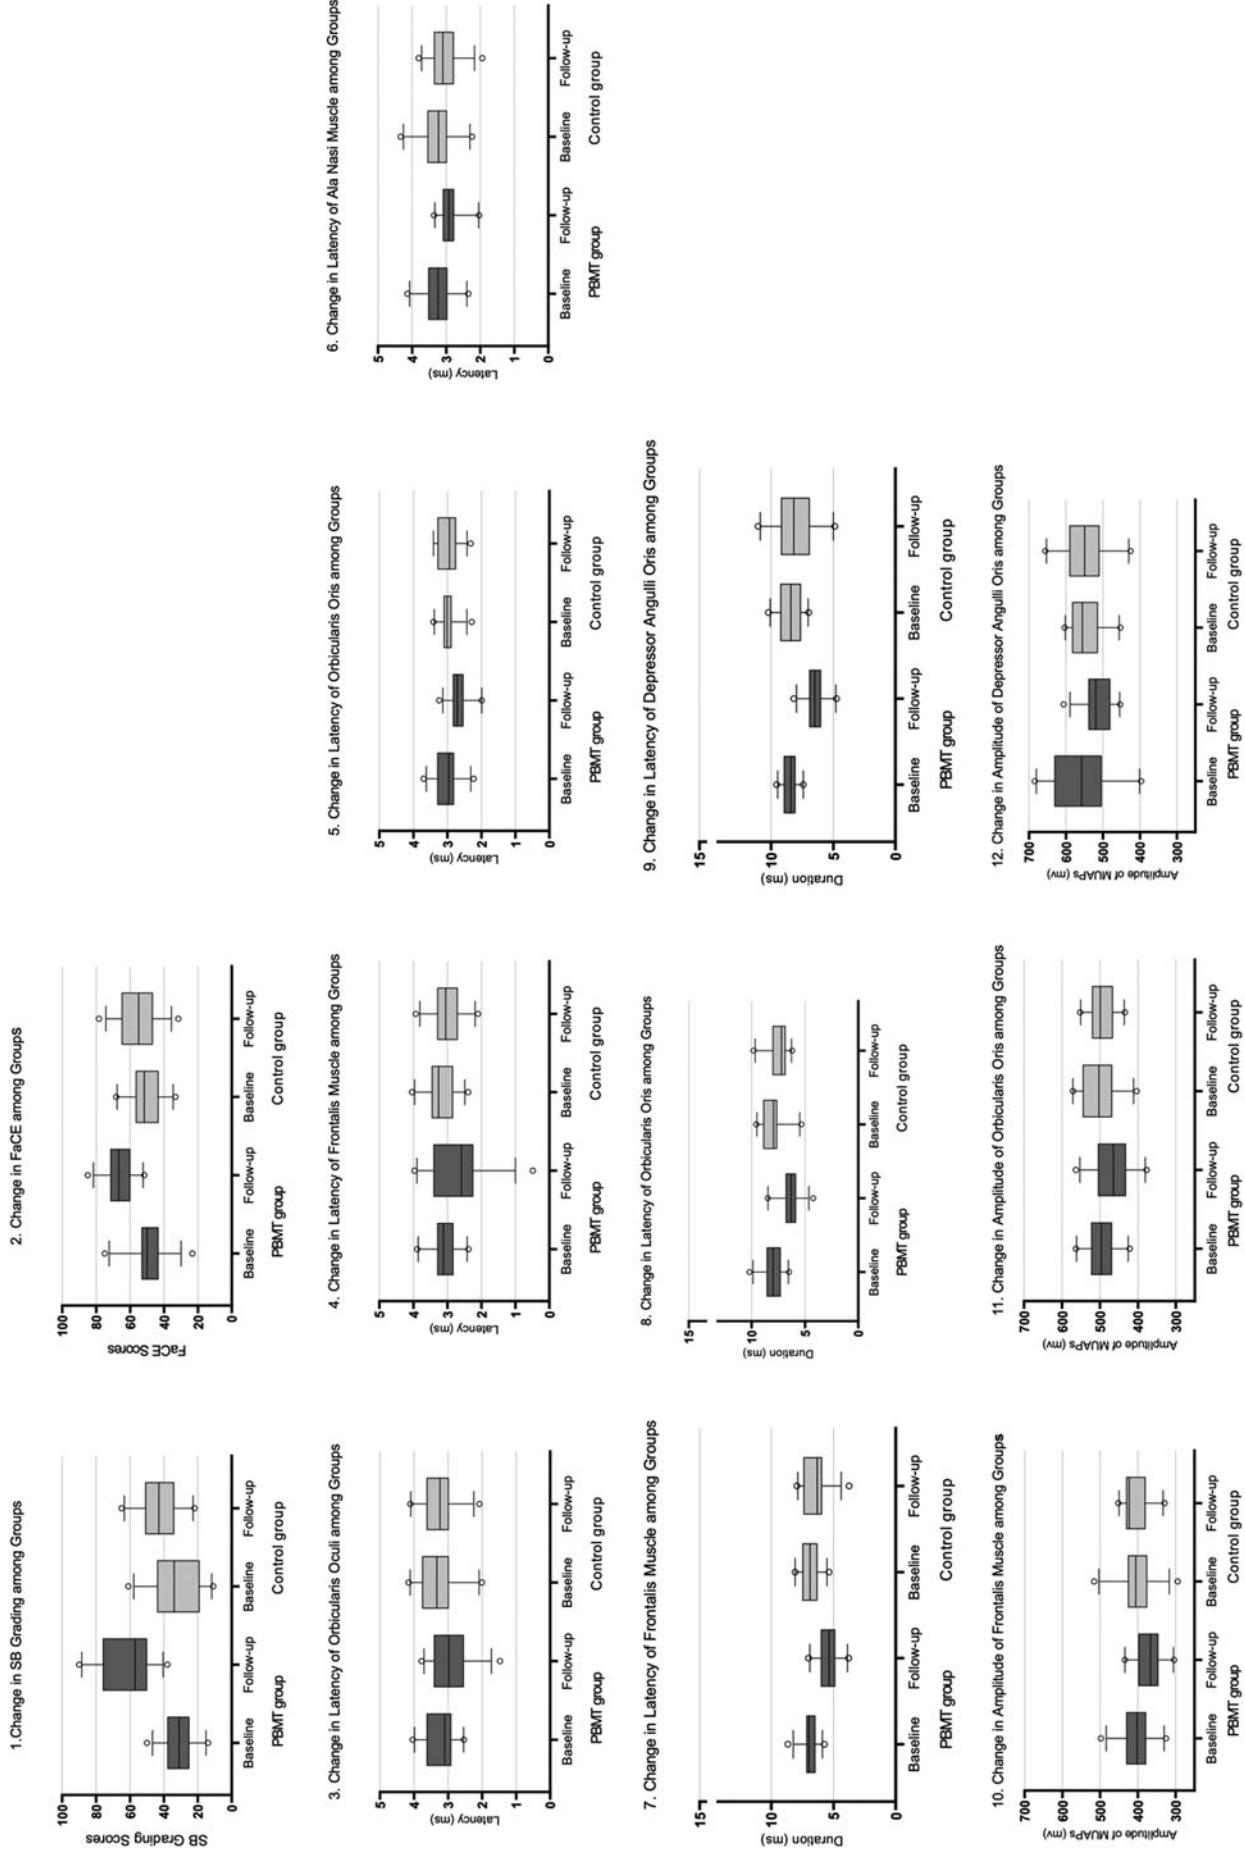 1.Change in SB Grading among Groups
SB Grading Scores
100
80
60
40
20
0
Baseline Follow-up Baseline Follow-up
PBMT group Control group
2. Change in FaCE among Groups
FaCE Scores
100
80
60
40
20
0
Baseline Follow-up Baseline Follow-up
PBMT group Control group
3. Change in Latency of Orbicularis Oculi among Groups
Latency (ms)
5
4
3
2
1
0
Baseline Follow-up Baseline Follow-up
PBMT group Control group
4. Change in Latency of Frontalis Muscle among Groups
Latency (ms)
5
4
3
2
1
0
Baseline Follow-up Baseline Follow-up
PBMT group Control group
5. Change in Latency of Orbicularis Oris among Groups
Latency (ms)
5
4
3
2
1
0
Baseline Follow-up Baseline Follow-up
PBMT group Control group
6. Change in Latency of Ala Nasi Muscle among Groups
Latency (ms)
5
4
3
2
1
0
Baseline Follow-up Baseline Follow-up
PBMT group Control group
7. Change in Latency of Frontalis Muscle among Groups
Duration (ms)
15
10
5
0
Baseline Follow-up Baseline Follow-up
PBMT group Control group
8. Change in Latency of Orbicularis Oris among Groups
Duration (ms)
15
10
5
0
Baseline Follow-up Baseline Follow-up
PBMT group Control group
9. Change in Latency of Depressor Angulli Oris among Groups
Duration (ms)
15
10
5
0
Baseline Follow-up Baseline Follow-up
PBMT group Control group
10. Change in Amplitude of Frontalis Muscle among Groups
Amplitude of MUAPs (mv)
700
600
500
400
300
Baseline Follow-up Baseline Follow-up
PBMT group Control group
11. Change in Amplitude of Orbicularis Oris among Groups
Amplitude of MUAPs (mv)
700
600
500
400
300
Baseline Follow-up Baseline Follow-up
PBMT group Control group
12. Change in Amplitude of Depressor Angulli Oris among Groups
Amplitude of MUAPs (mv)
700
600
500
400
300
Baseline Follow-up Baseline Follow-up
PBMT group Control group